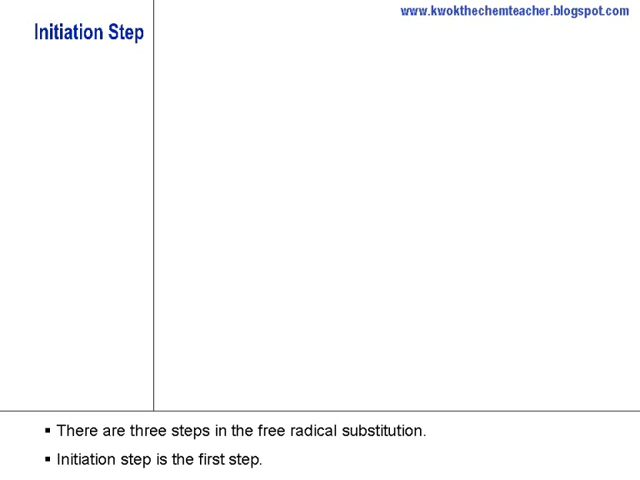 www.kwokthechemteacher.blogspot.com
Initiation Step
▪ There are three steps in the free radical substitution.
▪ Initiation step is the first step.